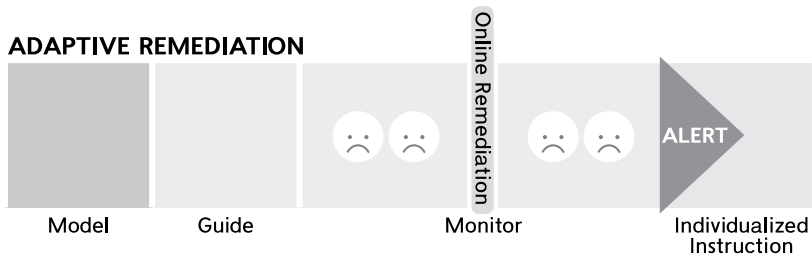 ADAPTIVE REMEDIATION
Online Remediation
ALERT
Model
Guide
Monitor
Individualized
Instruction